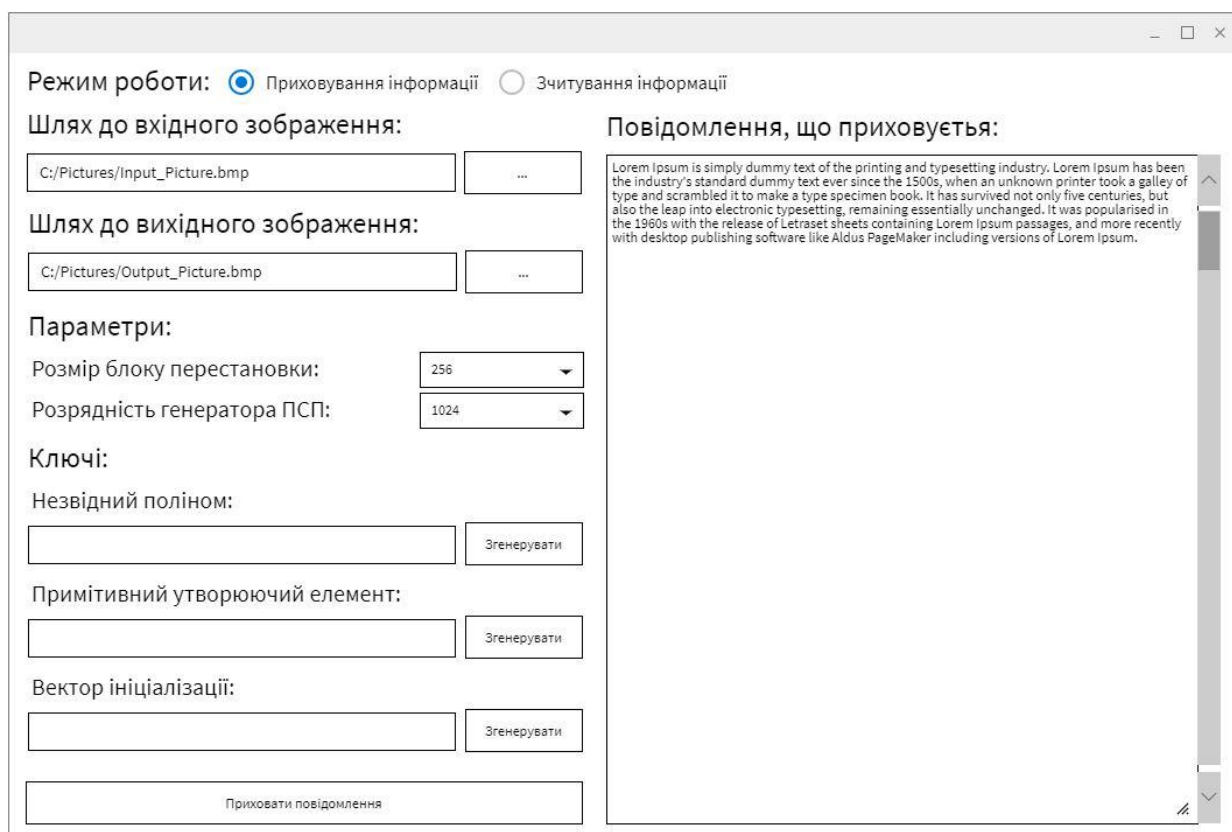 Режим роботи: Приховування інформації Зчитування інформації
Шлях до вхідного зображення:
C:/Pictures/Input_Picture.bmp
...
Шлях до вихідного зображення:
C:/Pictures/Output_Picture.bmp
...
Параметри:
Розмір блоку перестановки: 256
Розрядність генератора ПСП: 1024
Ключі:
Незвідний поліном:
Згенерувати
Примітивний утворюючий елемент:
Згенерувати
Вектор ініціалізації:
Згенерувати
Приховати повідомлення
Повідомлення, що приховуєтья:
Lorem Ipsum is simply dummy text of the printing and typesetting industry. Lorem Ipsum has been
the industry's standard dummy text ever since the 1500s, when an unknown printer took a galley of
type and scrambled it to make a type specimen book. It has survived not only five centuries, but
also the leap into electronic typesetting, remaining essentially unchanged. It was popularised in
the 1960s with the release of Letraset sheets containing Lorem Ipsum passages, and more recently
with desktop publishing software like Aldus PageMaker including versions of Lorem Ipsum.